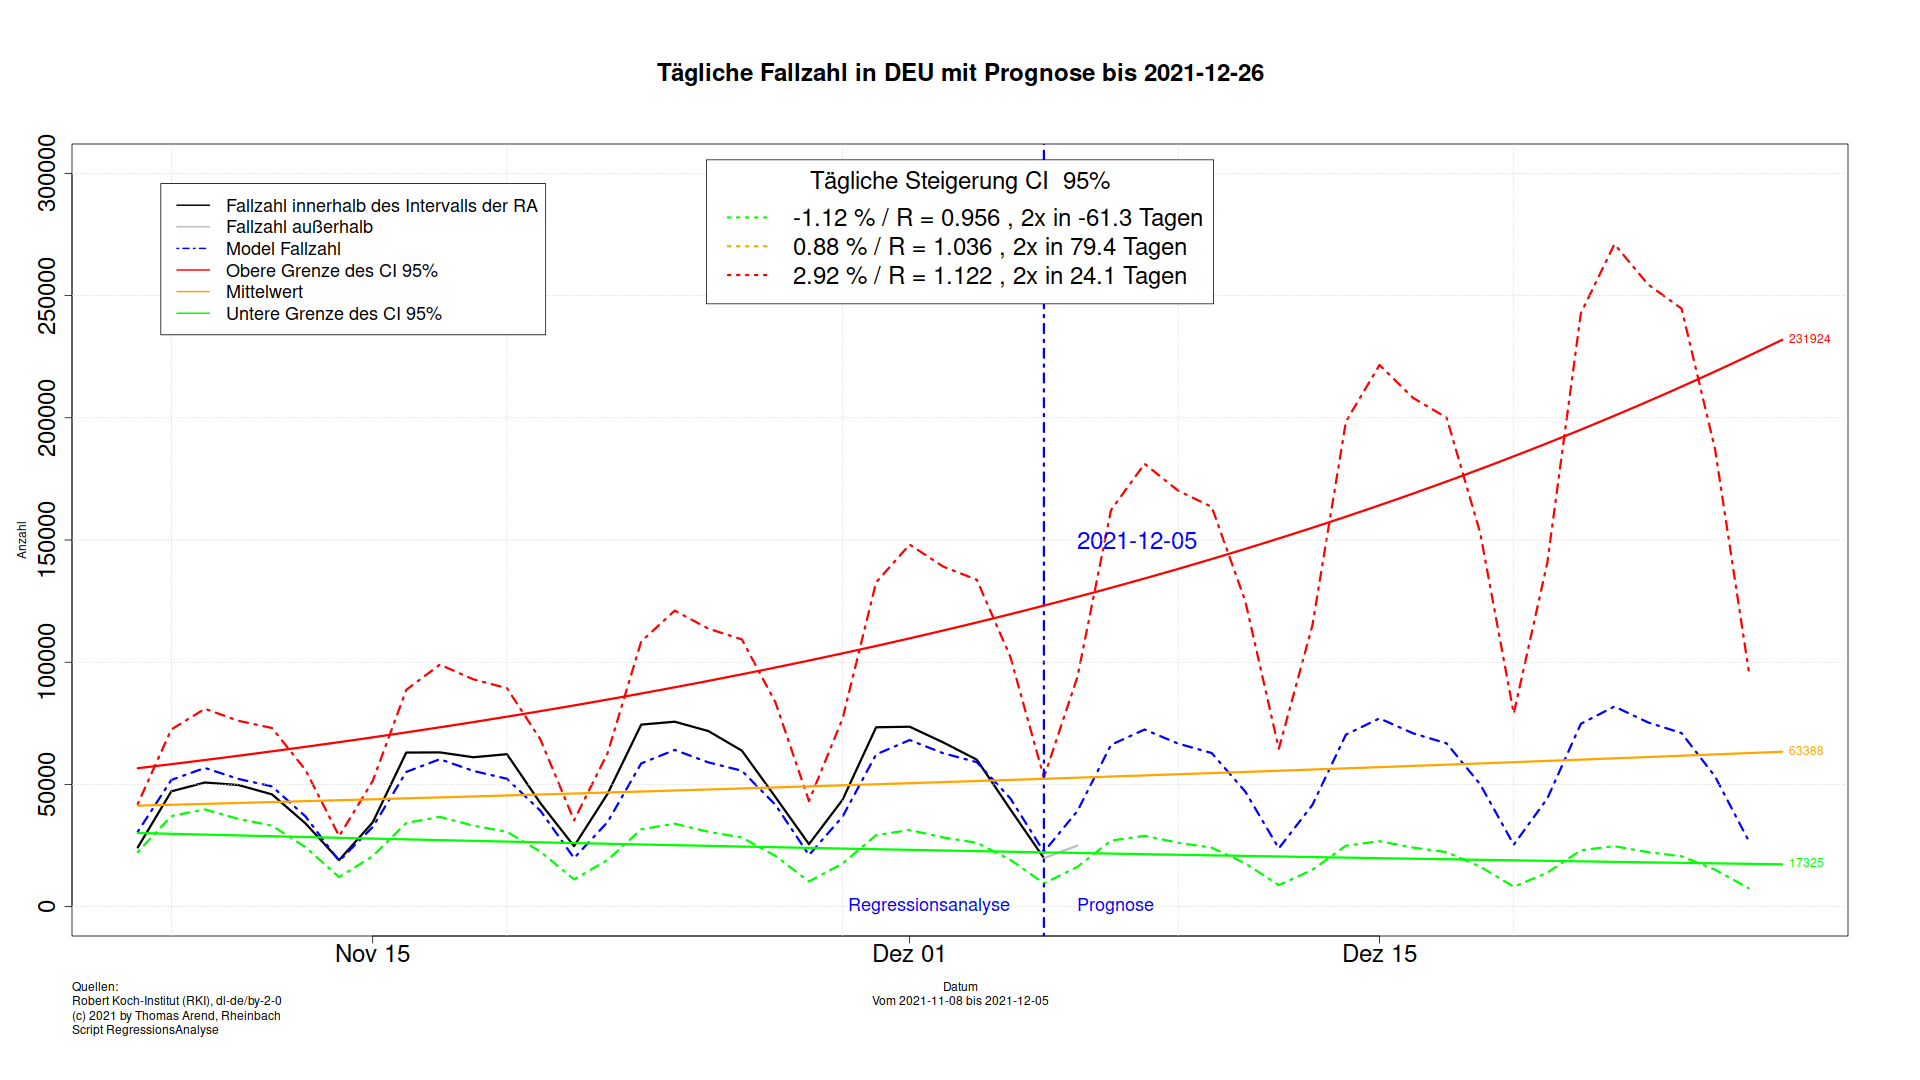 Tägliche Fallzahl in DEU mit Prognose bis 2021-12-26
Anzahl
300000
250000
200000
150000
100000
50000
0
Fallzahl innerhalb des Intervalls der RA
Fallzahl außerhalb
Model Fallzahl
Obere Grenze des CI 95%
Mittelwert
Untere Grenze des CI 95%
Tägliche Steigerung CI 95%
-1.12 % / R = 0.956 , 2x in -61.3 Tagen
0.88 % / R = 1.036 , 2x in 79.4 Tagen
2.92 % / R = 1.122 , 2x in 24.1 Tagen
231924
2021-12-05
63388
17325
Regressionsanalyse
Prognose
Nov 15
Dez 01
Dez 15
Datum
Vom 2021-11-08 bis 2021-12-05
Quellen:
Robert Koch-Institut (RKI), dl-de/by-2-0
(c) 2021 by Thomas Arend, Rheinbach
Script RegressionsAnalyse